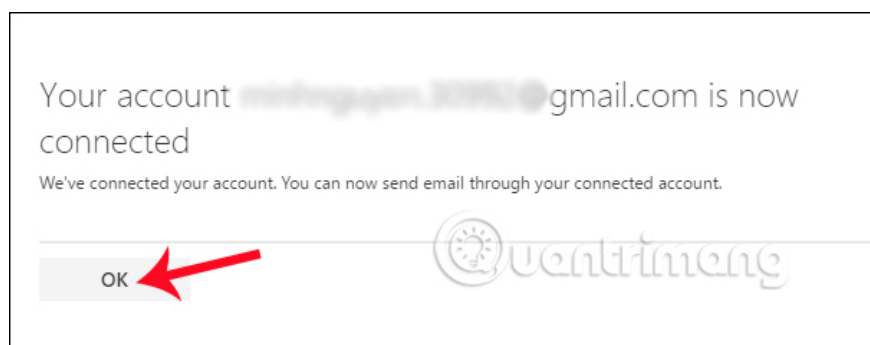 Your account @gmail.com is now
connected
We've connected your account. You can now send email through your connected account.
Quantrimang
OK